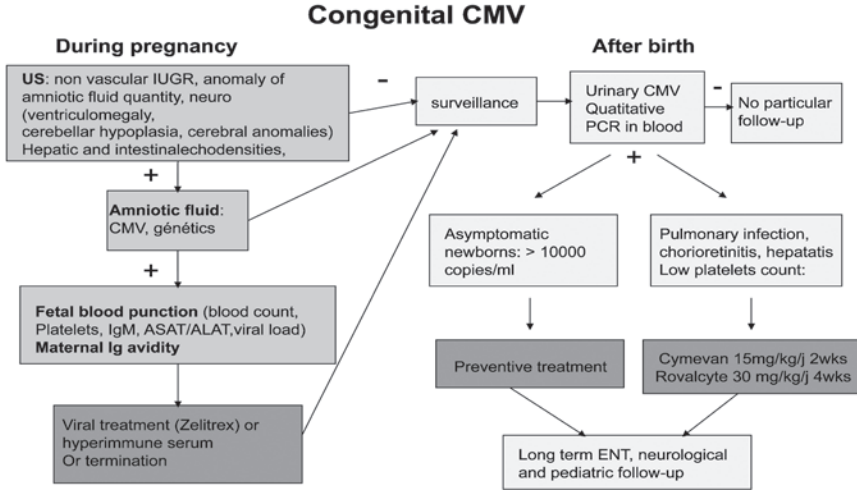 Congenital CMV
During pregnancy
US: non vascular IUGR, anomaly of
amniotic fluid quantity, neuro
(ventriculomegaly,
cerebellar hypoplasia, cerebral anomalies)
Hepatic and intestinalechodensities,
+
Amniotic fluid:
CMV, génétics
+
Fetal blood punction (blood count,
Platelets, IgM, ASAT/ALAT,viral load)
Maternal Ig avidity
Viral treatment (Zelitrex) or
hyperimmune serum
Or termination
-
surveillance
After birth
Urinary CMV
Quatitative
PCR in blood
-
No particular
follow-up
+
Asymptomatic
newborns: > 10000
copies/ml
Pulmonary infection,
chorioretinitis, hepatatis
Low platelets count:
Preventive treatment
Cymevan 15mg/kg/j 2wks
Rovalcyte 30 mg/kg/j 4wks
Long term ENT, neurological
and pediatric follow-up